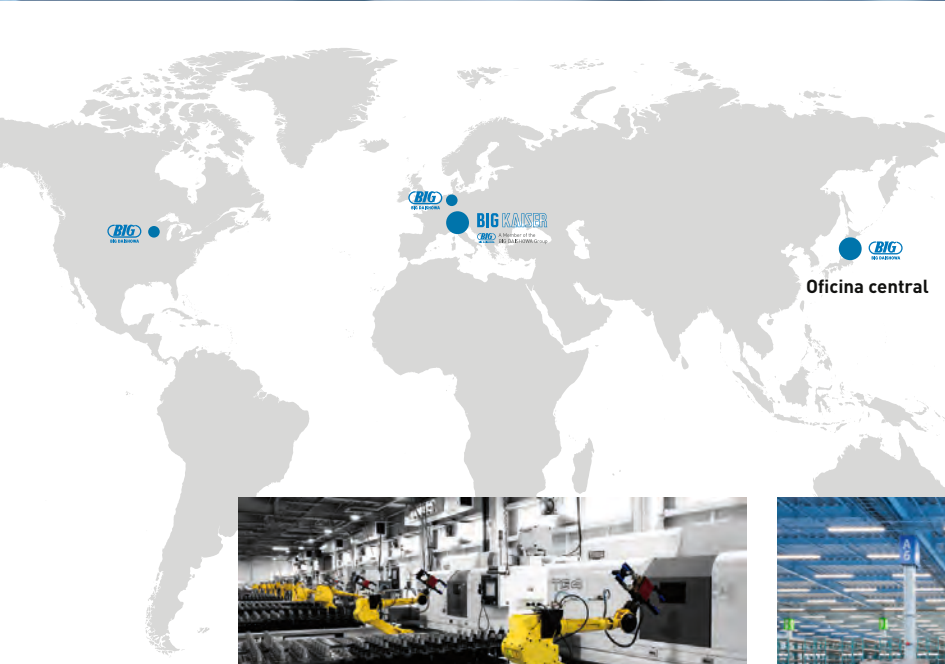 BIG
BIG DAISHOWA
BIG KAISER
BIG
A Member of the
BIG DAISHOWA Group
BIG
BIG DAISHOWA
BIG
BIG DAISHOWA
Oficina central